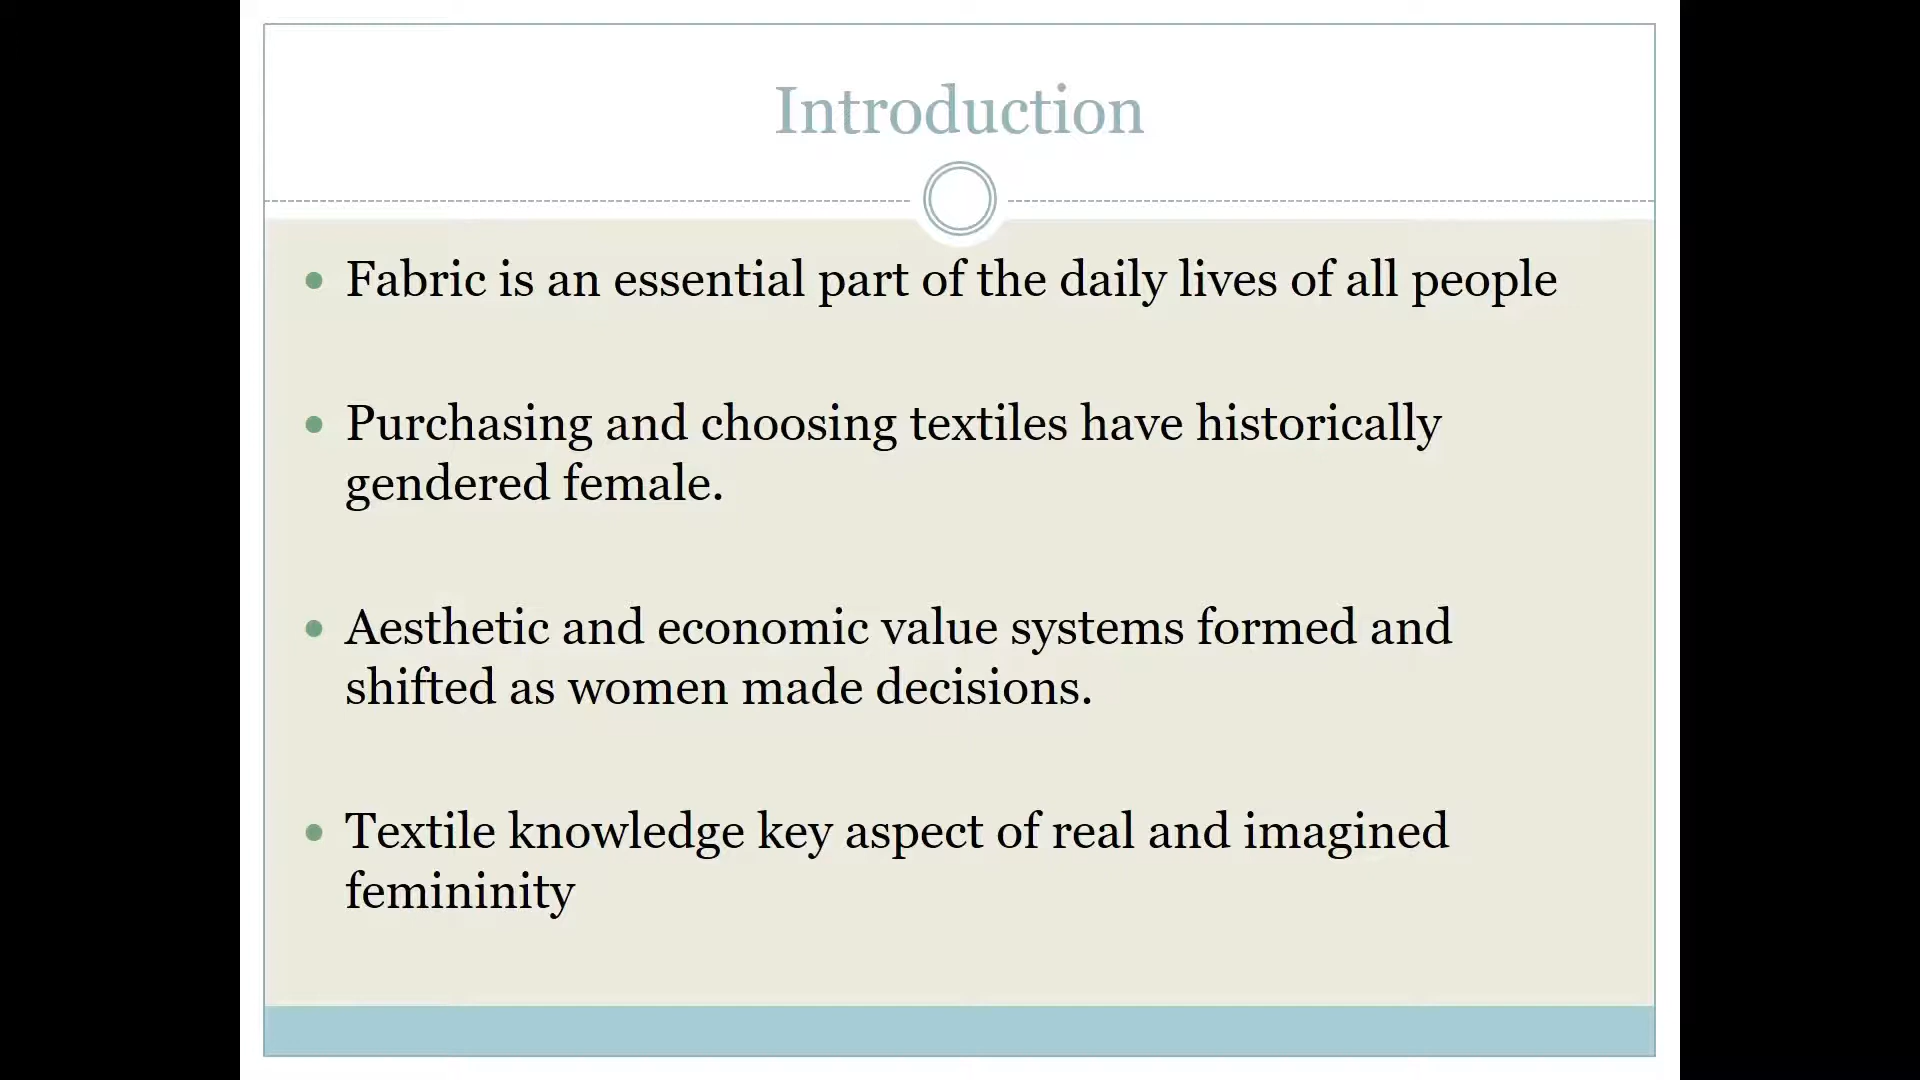 Introduction
• Fabric is an essential part of the daily lives of all people
• Purchasing and choosing textiles have historically
gendered female.
• Aesthetic and economic value systems formed and
shifted as women made decisions.
• Textile knowledge key aspect of real and imagined
femininity